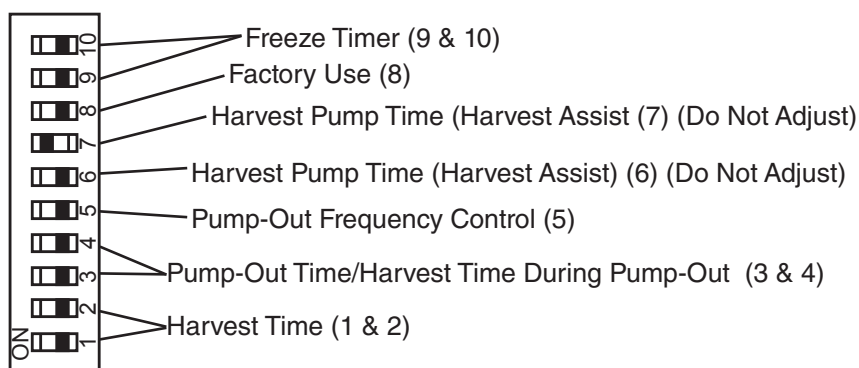 10
Freeze Timer (9 & 10)
9
Factory Use (8)
8
Harvest Pump Time (Harvest Assist (7) (Do Not Adjust)
7
Harvest Pump Time (Harvest Assist) (6) (Do Not Adjust)
6
Pump-Out Frequency Control (5)
5
4
Pump-Out Time/Harvest Time During Pump-Out (3 & 4)
3
2
Harvest Time (1 & 2)
1
ON